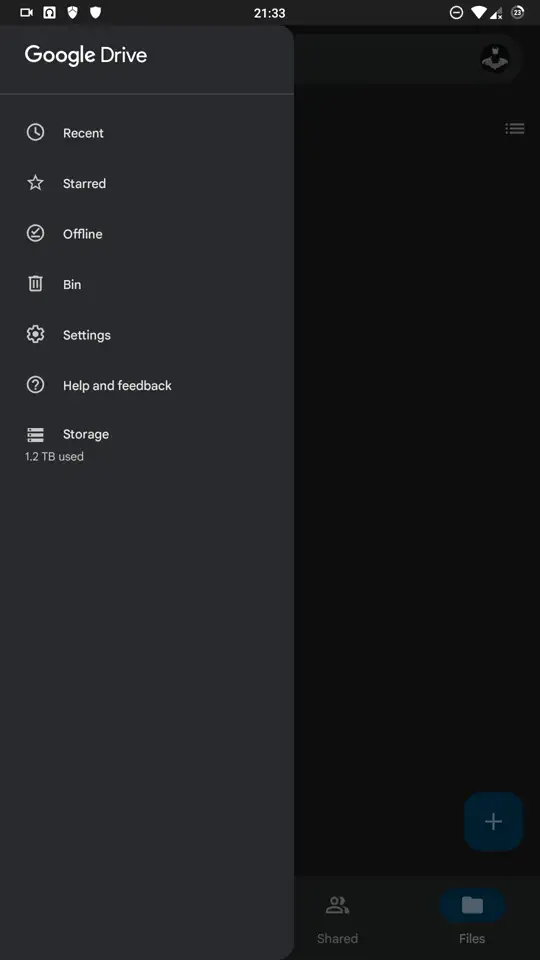 21:33
23
Google Drive
Recent
Starred
Offline
Bin
Settings
Help and feedback
Storage
1.2 TB used
Shared
Files